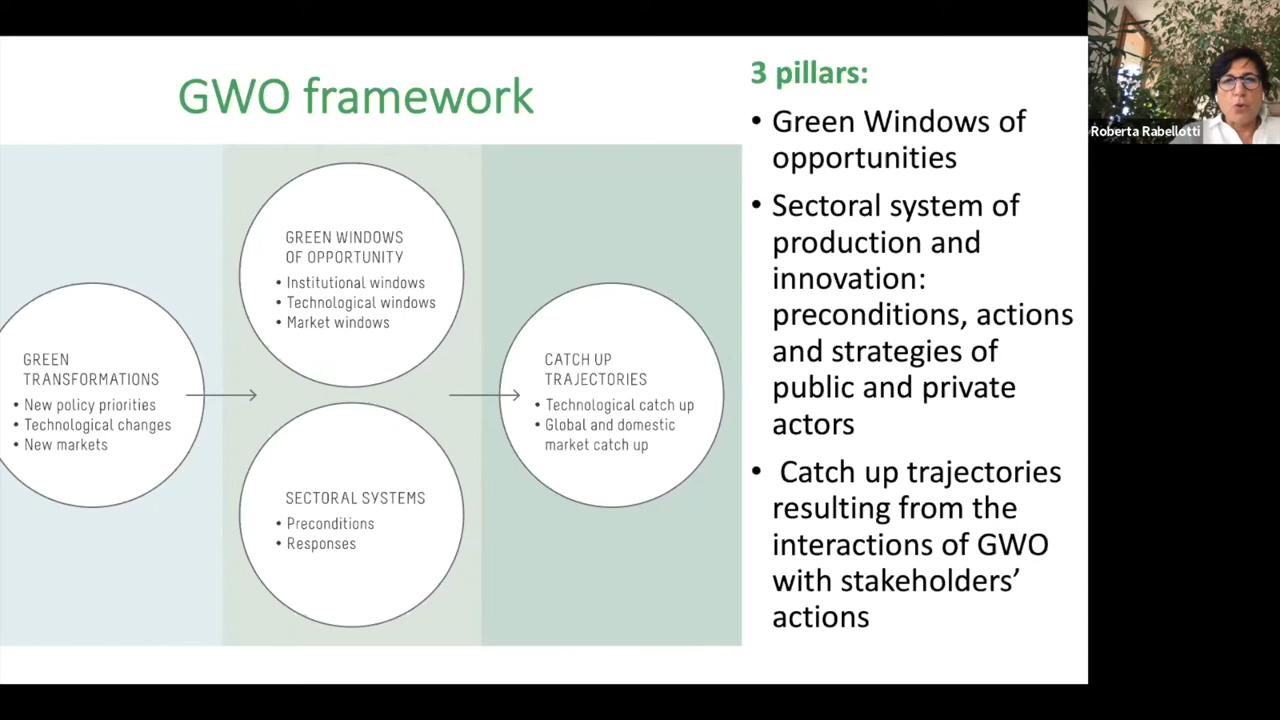 GWO framework
GREEN
TRANSFORMATIONS
• New policy priorities
• Technological changes
• New markets
GREEN WINDOWS
OF OPPORTUNITY
• Institutional windows
• Technological windows
• Market windows
SECTORAL SYSTEMS
• Preconditions
• Responses
CATCH UP
TRAJECTORIES
• Technological catch up
• Global and domestic
market catch up
3 pillars:
• Green Windows of
opportunities
• Sectoral system of
production and
innovation:
preconditions, actions
and strategies of
public and private
actors
• Catch up trajectories
resulting from the
interactions of GWO
with stakeholders’
actions
Roberta Rabellotti